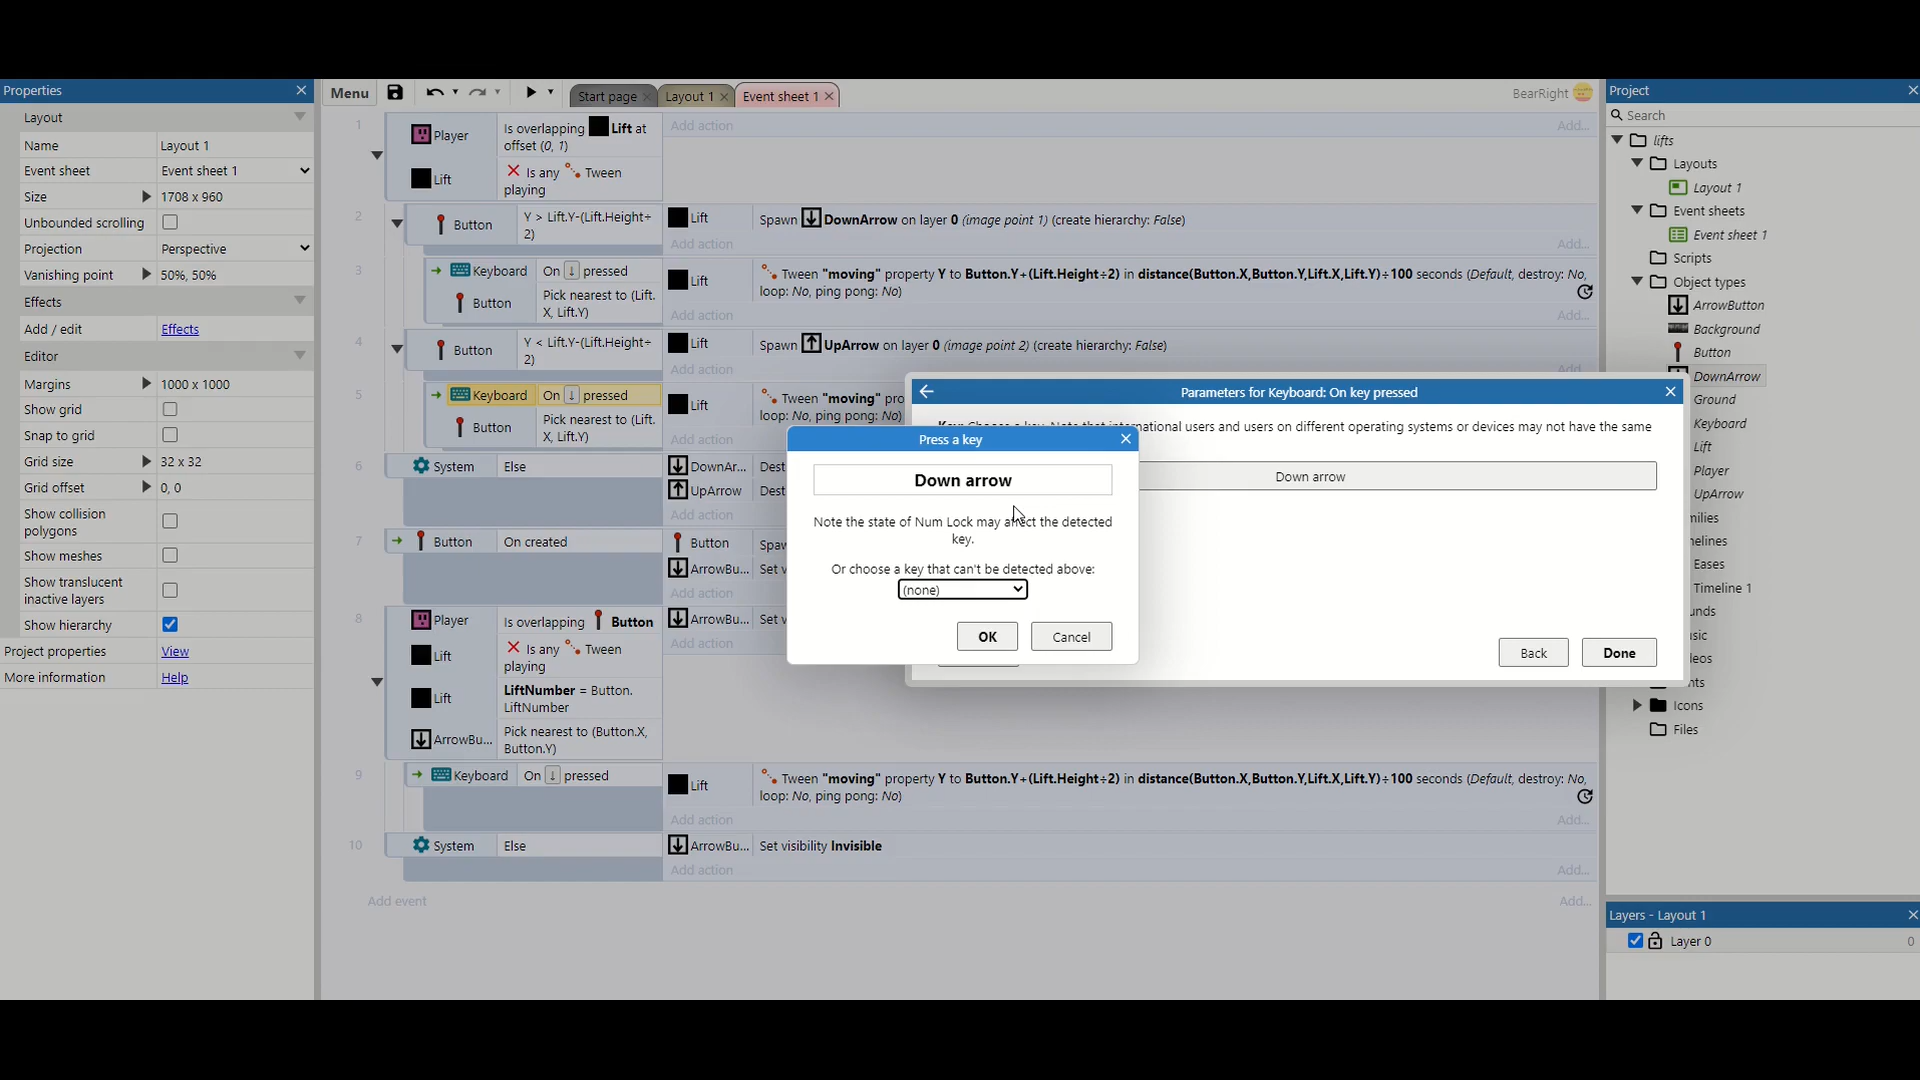 Properties
Layout
Name Layout 1
Event sheet Event sheet 1
Size 1708 x 960
Unbounded scrolling
Projection Perspective
Vanishing point 50%, 50%
Effects
Add / edit Effects
Editor
Margins 1000 x 1000
Show grid
Snap to grid
Grid size 32 x 32
Grid offset 0, 0
Show collision
polygons
Show meshes
Show translucent
inactive layers
Show hierarchy
Project properties View
More information Help
Menu
Start page
Layout 1
Event sheet 1
BearRight
1
Player Is overlapping Lift at
offset (0, 1)
Lift Is any Tween
playing
Add action Add...
2
Button Y > Lift.Y-(Lift.Height÷
2)
Lift Spawn DownArrow on layer 0 (image point 1) (create hierarchy: False)
Add action Add...
3
Keyboard On ↓ pressed
Button Pick nearest to (Lift.
X, Lift.Y)
Lift Tween "moving" property Y to Button.Y+(Lift.Height÷2) in distance(Button.X,Button.Y,Lift.X,Lift.Y)÷100 seconds (Default, destroy: No,
loop: No, ping pong: No)
Add action Add...
4
Button Y < Lift.Y-(Lift.Height÷
2)
Lift Spawn UpArrow on layer 0 (image point 2) (create hierarchy: False)
Add action
5
Keyboard On ↓ pressed
Button Pick nearest to (Lift.
X, Lift.Y)
Lift Tween "moving" pro
loop: No, ping pong: No)
Add action
6
System Else
DownAr... Dest
UpArrow Dest
Add action
7
Button On created
Button Spaw
ArrowBu... Set v
Add action
8
Player Is overlapping Button
Lift Is any Tween
playing
Lift LiftNumber = Button.
LiftNumber
ArrowBu... Pick nearest to (Button.X,
Button.Y)
ArrowBu... Set v
Add action
9
Keyboard On ↓ pressed
Lift Tween "moving" property Y to Button.Y+(Lift.Height÷2) in distance(Button.X,Button.Y,Lift.X,Lift.Y)÷100 seconds (Default, destroy: No,
loop: No, ping pong: No)
Add action Add...
10
System Else
ArrowBu... Set visibility Invisible
Add action Add...
Add event Add...
Parameters for Keyboard: On key pressed
national users and users on different operating systems or devices may not have the same
Down arrow
Back
Done
Press a key
Down arrow
Note the state of Num Lock may affect the detected
key.
Or choose a key that can't be detected above:
(none)
OK
Cancel
Project
Search
lifts
Layouts
Layout 1
Event sheets
Event sheet 1
Scripts
Object types
ArrowButton
Background
Button
DownArrow
Ground
Keyboard
Lift
Player
UpArrow
nilies
nelines
Eases
Timeline 1
unds
usic
leos
nts
Icons
Files
Layers - Layout 1
Layer 0 0